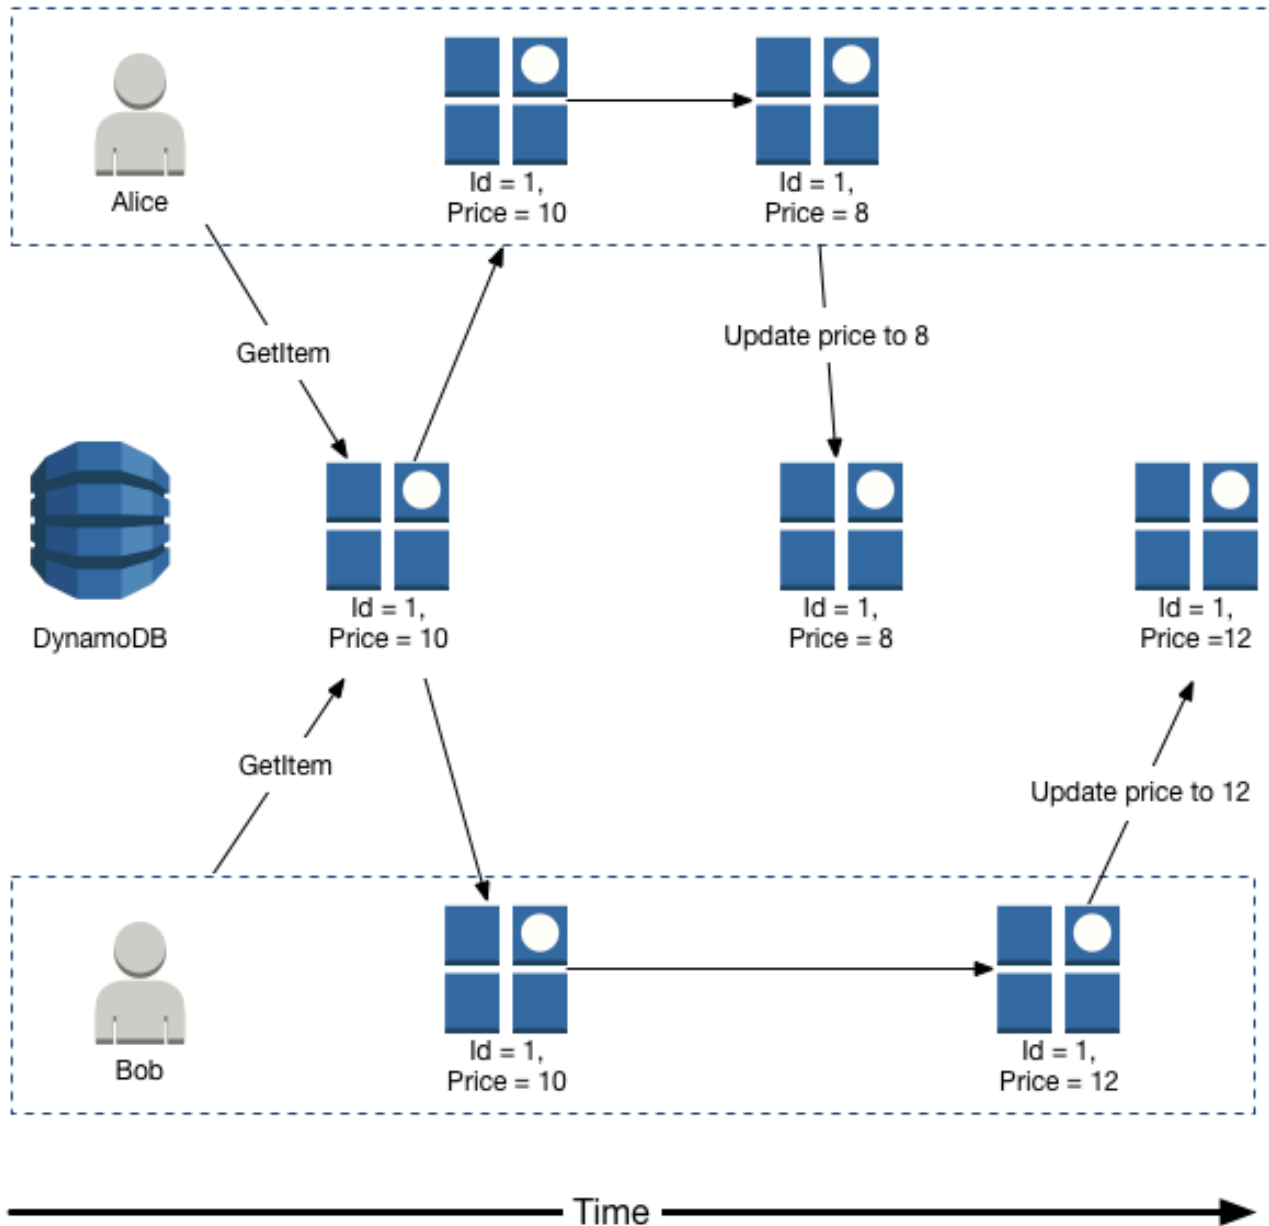 Alice
Id = 1,
Price = 10
Id = 1,
Price = 8
GetItem
Update price to 8
DynamoDB
Id = 1,
Price = 10
Id = 1,
Price = 8
Id = 1,
Price =12
GetItem
Update price to 12
Bob
Id = 1,
Price = 10
Id = 1,
Price = 12
Time